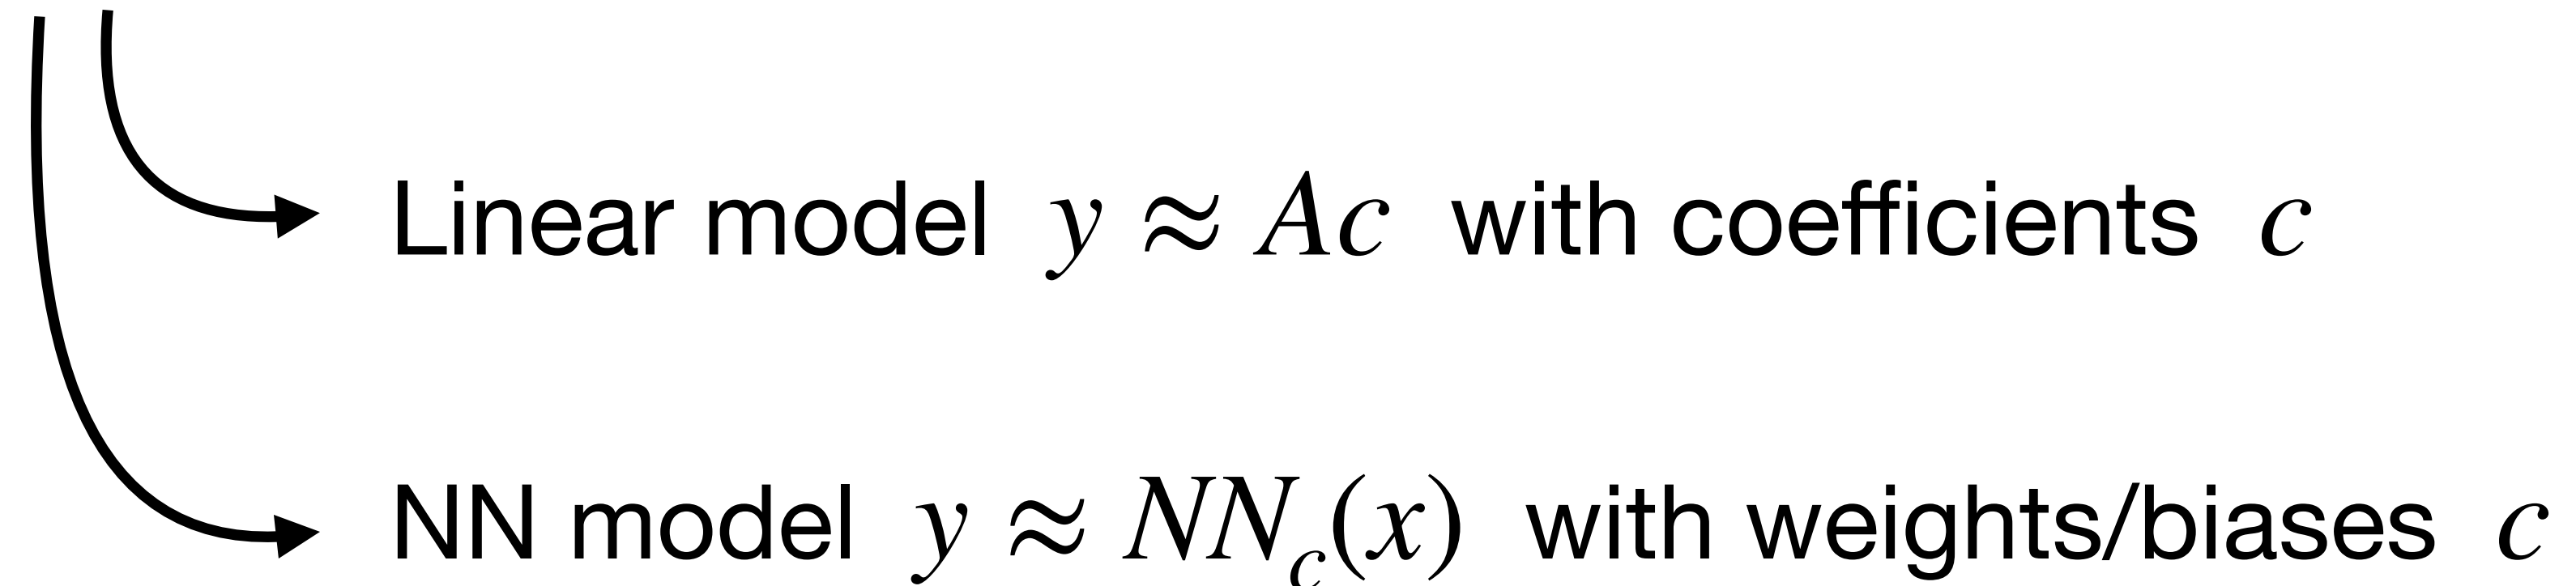 Linear model y ≈ Ac with coefficients c
NN model y ≈ NN_c(x) with weights/biases c